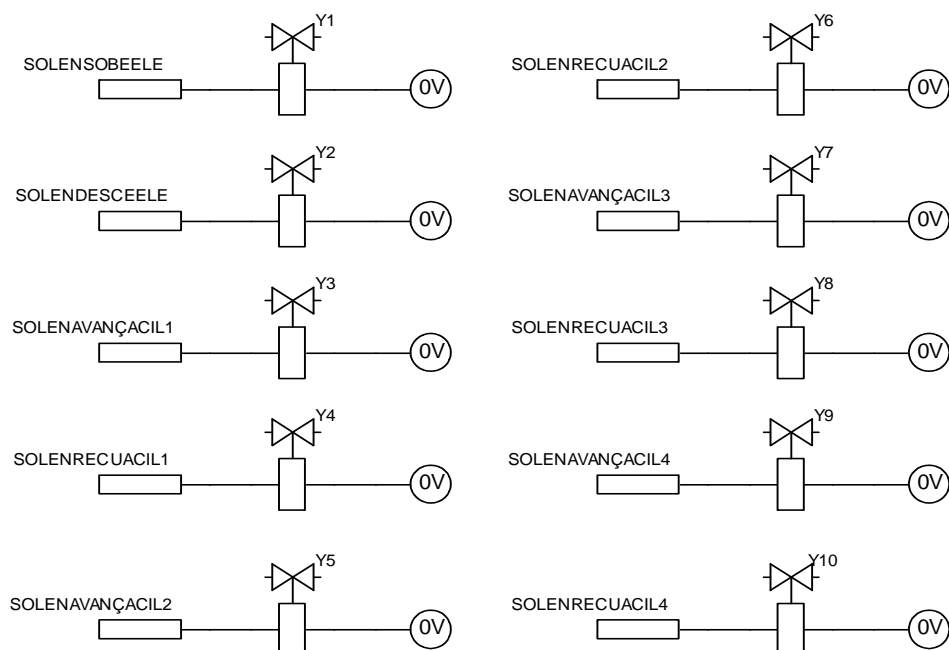 Y1
SOLENSOBEELE
0V
Y2
SOLENDESCEELE
0V
Y3
SOLENAVANÇACIL1
0V
Y4
SOLENRECUACIL1
0V
Y5
SOLENAVANÇACIL2
0V
Y6
SOLENRECUACIL2
0V
Y7
SOLENAVANÇACIL3
0V
Y8
SOLENRECUACIL3
0V
Y9
SOLENAVANÇACIL4
0V
Y10
SOLENRECUACIL4
0V